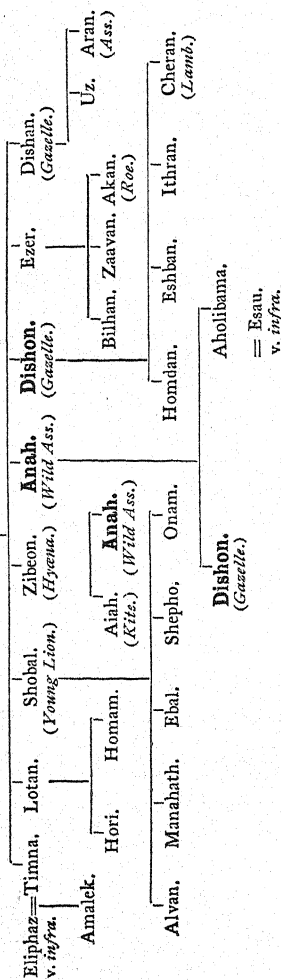 Eliphaz=Timna. Lotan. Shobal. Zibeon. Anah. Dishon. Ezer. Dishan.
v. infra. (Young Lion.) (Hyæna.) (Wild Ass.) (Gazelle.) (Gazelle.)
Amalek. Uz. Aran.
(Ass.)
Hori. Homam. Aiah. Anah. Bilhan. Zaavan. Akan.
(Kite.) (Wild Ass.) (Roe.)
Alvan. Manahath. Ebal. Shepho. Onam. Homdan. Eshban. Ithran. Cheran.
(Lamb.)
Dishon. Aholibama.
(Gazelle.)
= Esau.
v. infra.